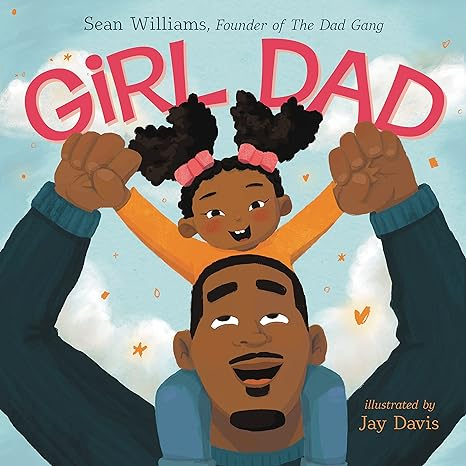 Sean Williams, Founder of The Dad Gang
GiRL DAD
illustrated by
Jay Davis